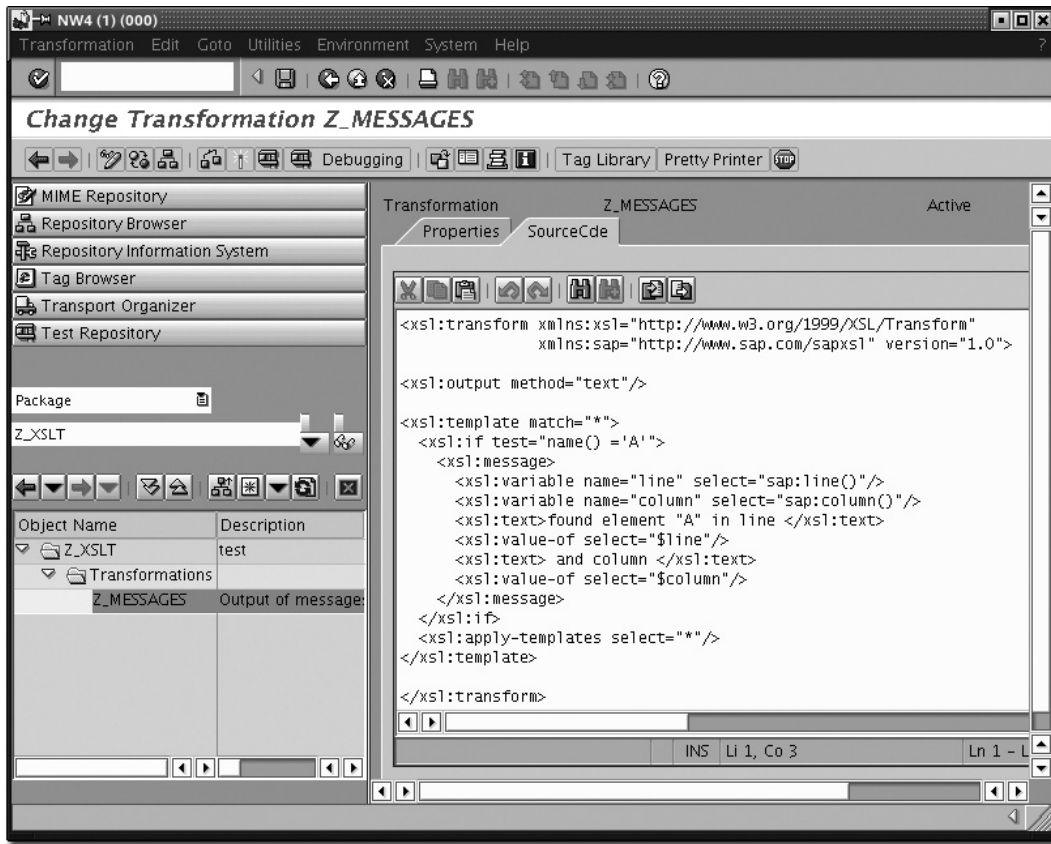 NW4 (1) (000)
Transformation Edit Goto Utilities Environment System Help ?
Change Transformation Z_MESSAGES
Debugging Tag Library Pretty Printer STOP
MIME Repository
Repository Browser
Repository Information System
Tag Browser
Transport Organizer
Test Repository
Package
Z_XSLT
Object Name Description
Z_XSLT test
Transformations
Z_MESSAGES Output of message
Transformation Z_MESSAGES Active
Properties SourceCde
<xsl:transform xmlns:xsl="http://www.w3.org/1999/XSL/Transform"
xmlns:sap="http://www.sap.com/sapxsl" version="1.0">
<xsl:output method="text"/>
<xsl:template match="*">
<xsl:if test="name() ='A'">
<xsl:message>
<xsl:variable name="line" select="sap:line()"/>
<xsl:variable name="column" select="sap:column()"/>
<xsl:text>found element "A" in line </xsl:text>
<xsl:value-of select="$line"/>
<xsl:text> and column </xsl:text>
<xsl:value-of select="$column"/>
</xsl:message>
</xsl:if>
<xsl:apply-templates select="*"/>
</xsl:template>
</xsl:transform>
INS Li 1, Co 3 Ln 1 - L